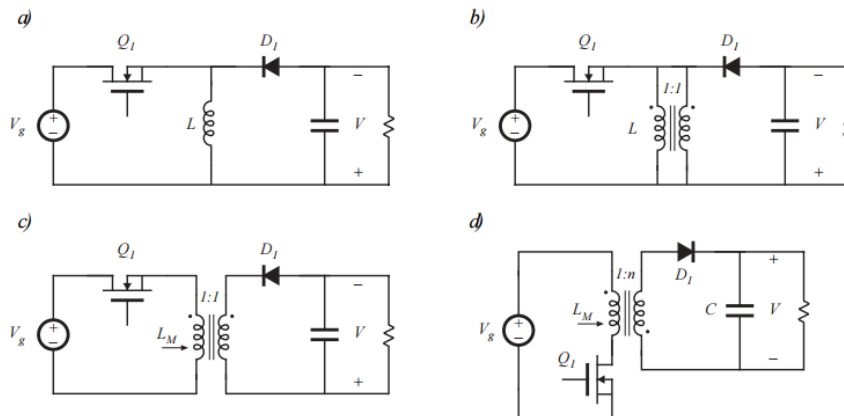 a)
Q1
D1
Vg
+
−
L
−
V
+
b)
Q1
D1
1:1
Vg
+
−
L
−
V
+
c)
Q1
D1
1:1
Vg
+
−
LM
−
V
+
d)
1:n
D1
Vg
+
−
LM
Q1
C
+
V
−